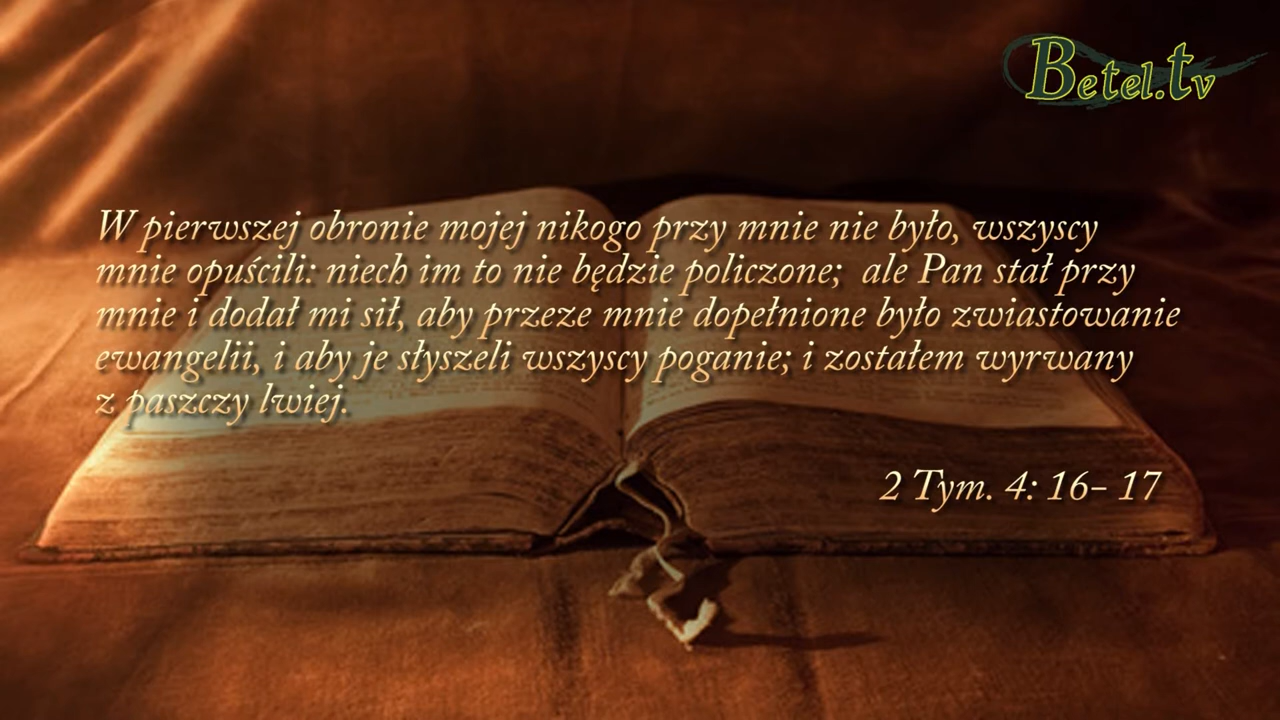 Betel.tv
W pierwszej obronie mojej nikogo przy mnie nie było, wszyscy
mnie opuścili: niech im to nie będzie policzone; ale Pan stał przy
mnie i dodał mi sił, aby przeze mnie dopełnione było zwiastowanie
ewangelii, i aby je słyszeli wszyscy poganie; i zostałem wyrwany
z paszczy lwiej.
2 Tym. 4: 16- 17